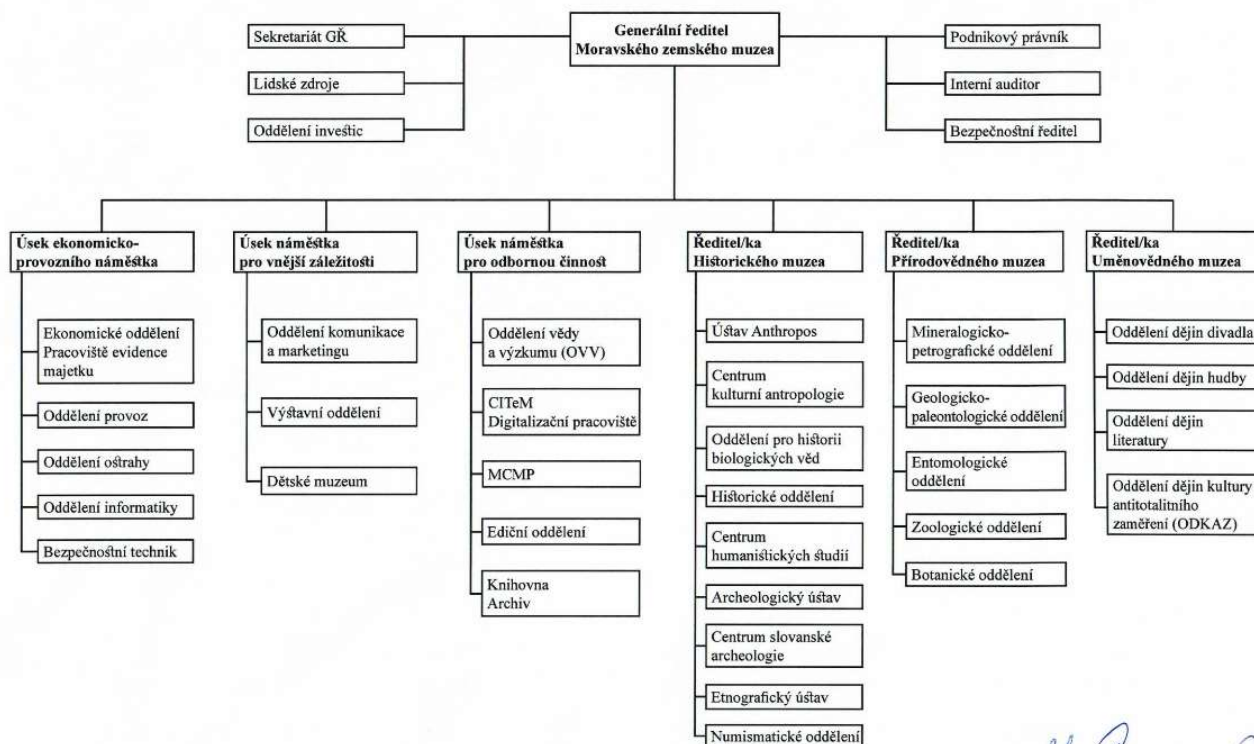 Generální ředitel
Moravského zemského muzea
Sekretariát GŘ
Lidské zdroje
Oddělení investic
Podnikový právník
Interní auditor
Bezpečnostní ředitel
Úsek ekonomicko-
provozního náměstka
Ekonomické oddělení
Pracoviště evidence
majetku
Oddělení provoz
Oddělení ostrahy
Oddělení informatiky
Bezpečnostní technik
Úsek náměstka
pro vnější záležitosti
Oddělení komunikace
a marketingu
Výstavní oddělení
Dětské muzeum
Úsek náměstka
pro odbornou činnost
Oddělení vědy
a výzkumu (OVV)
CITeM
Digitalizační pracoviště
MCMP
Ediční oddělení
Knihovna
Archiv
Ředitel/ka
Historického muzea
Ústav Anthropos
Centrum
kulturní antropologie
Oddělení pro historii
biologických věd
Historické oddělení
Centrum
humanistických studií
Archeologický ústav
Centrum slovanské
archeologie
Etnografický ústav
Numismatické oddělení
Ředitel/ka
Přírodovědného muzea
Mineralogicko-
petrografické oddělení
Geologicko-
paleontologické oddělení
Entomologické
oddělení
Zoologické oddělení
Botanické oddělení
Ředitel/ka
Uměnovědného muzea
Oddělení dějin divadla
Oddělení dějin hudby
Oddělení dějin
literatury
Oddělení dějin kultury
antitotalitního
zaměření (ODKAZ)